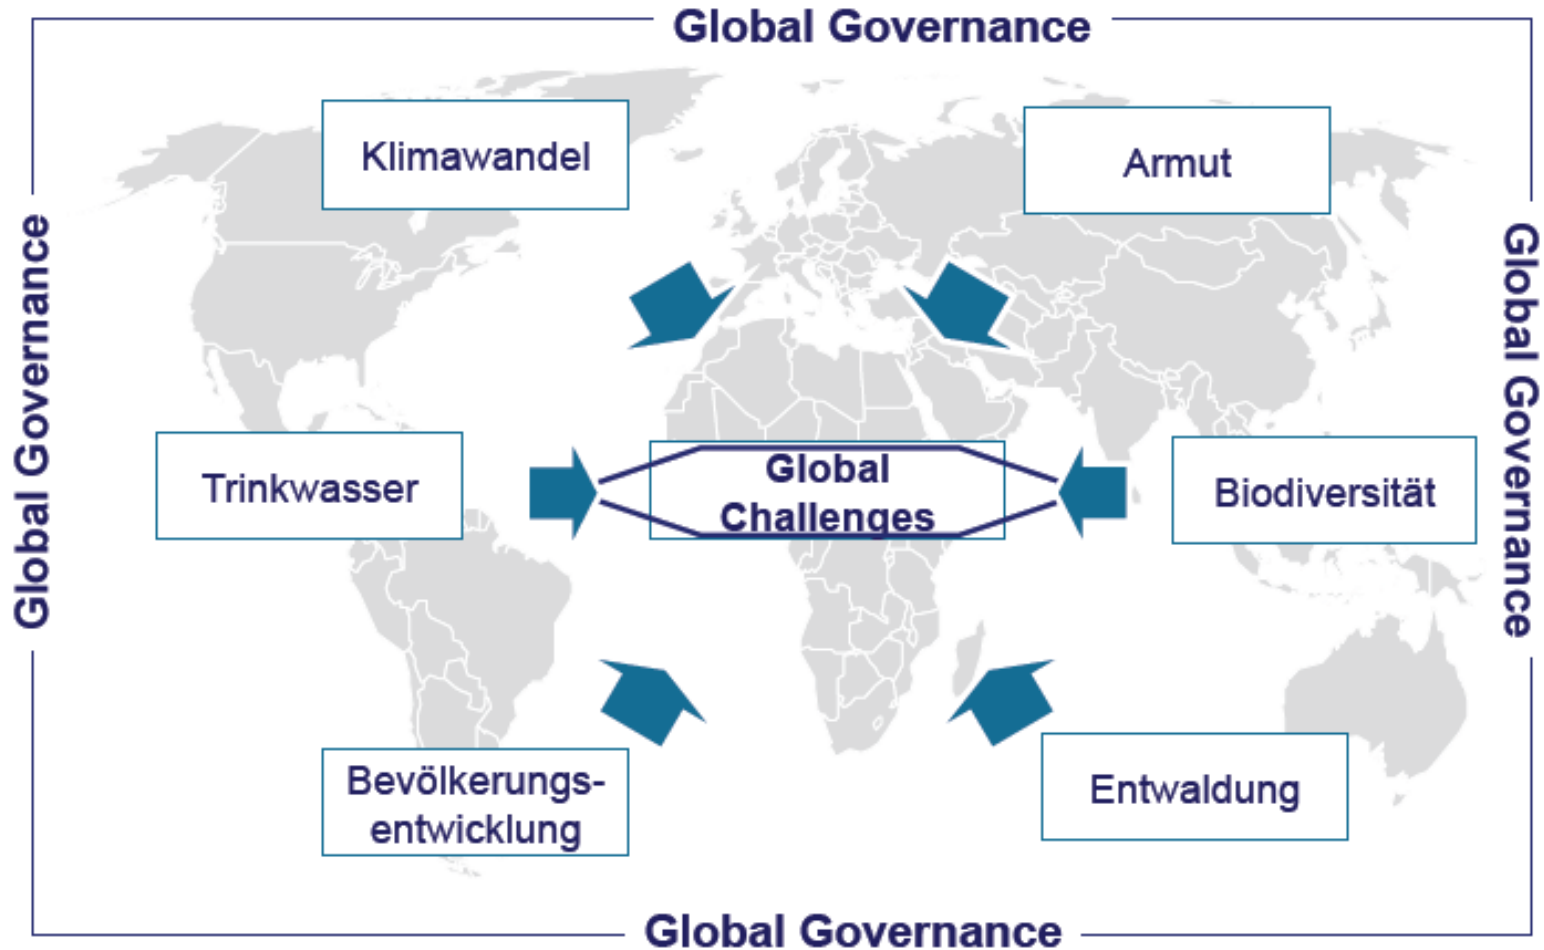 Global Governance
Klimawandel
Armut
Global Governance
Global Governance
Trinkwasser
Global
Challenges
Biodiversität
Bevölkerungs-
entwicklung
Entwaldung
Global Governance